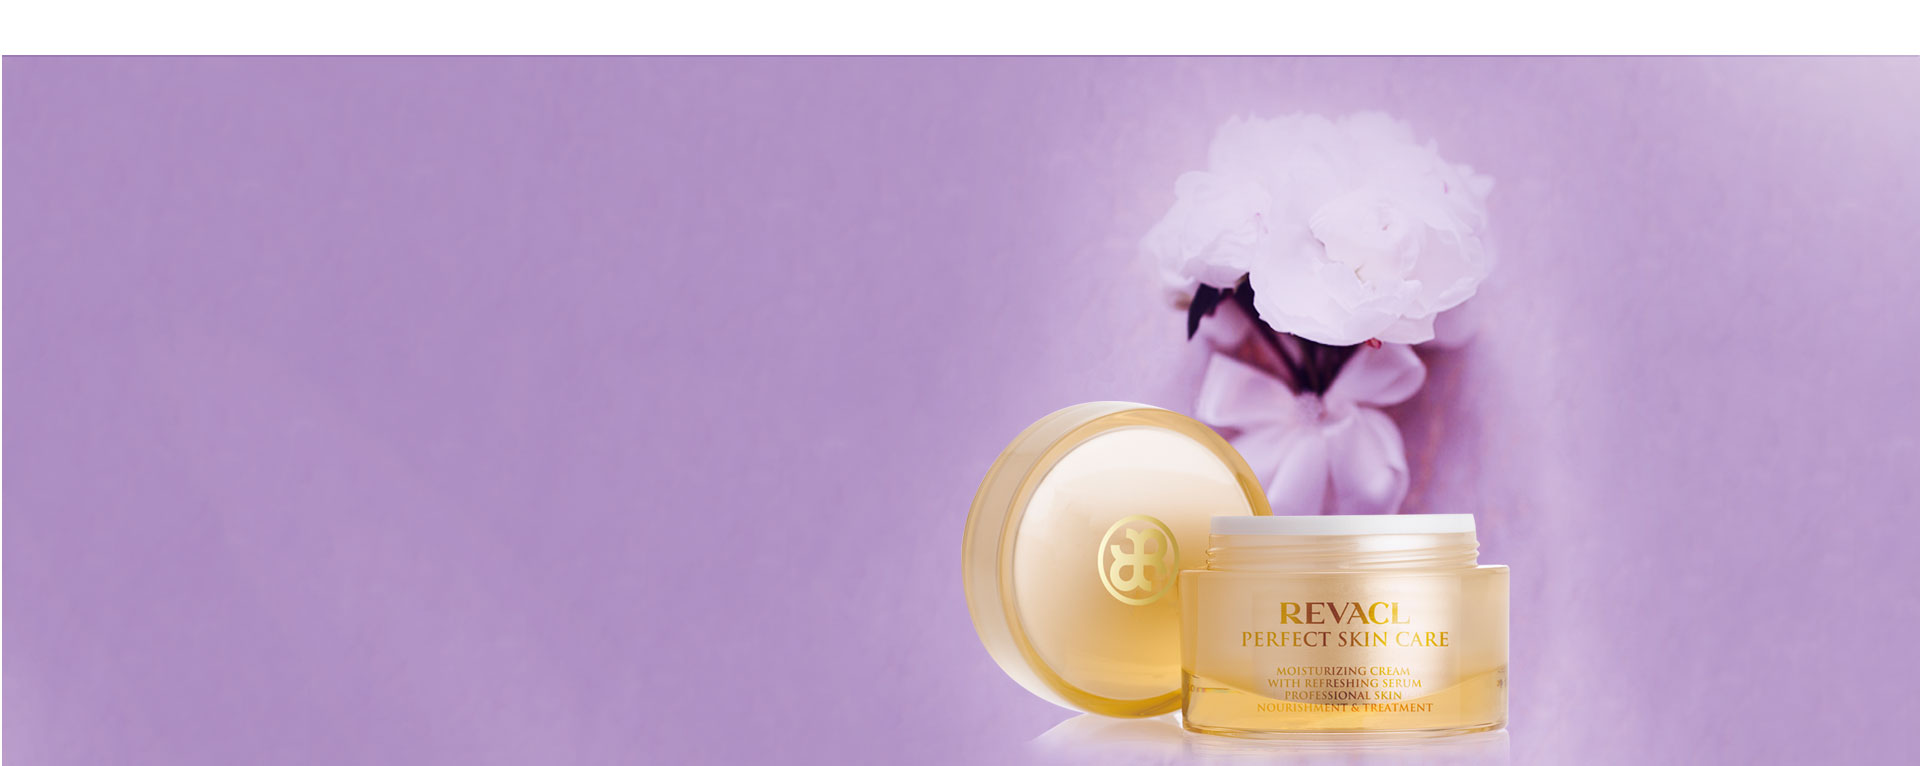 REVACL
PERFECT SKIN CARE
MOISTURIZING CREAM
WITH REFRESHING SERUM
PROFESSIONAL SKIN
NOURISHMENT & TREATMENT